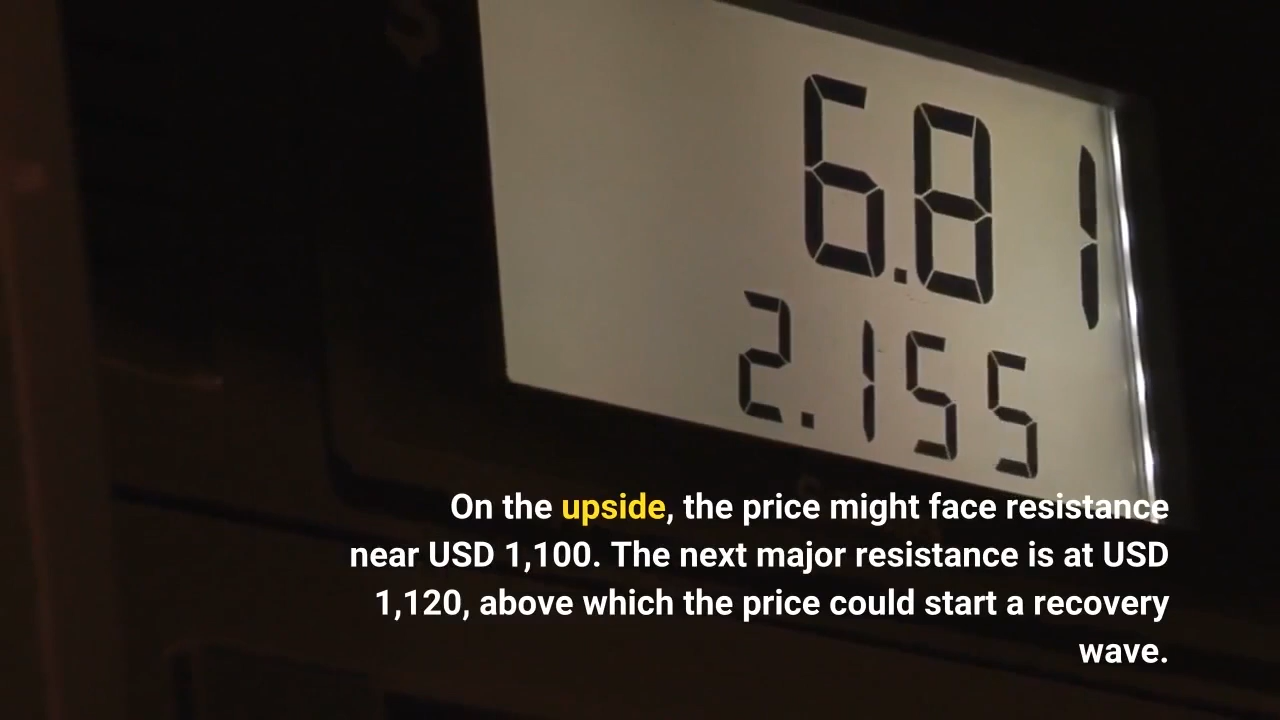 6.81
2.155
On the upside, the price might face resistance
near USD 1,100. The next major resistance is at USD
1,120, above which the price could start a recovery
wave.